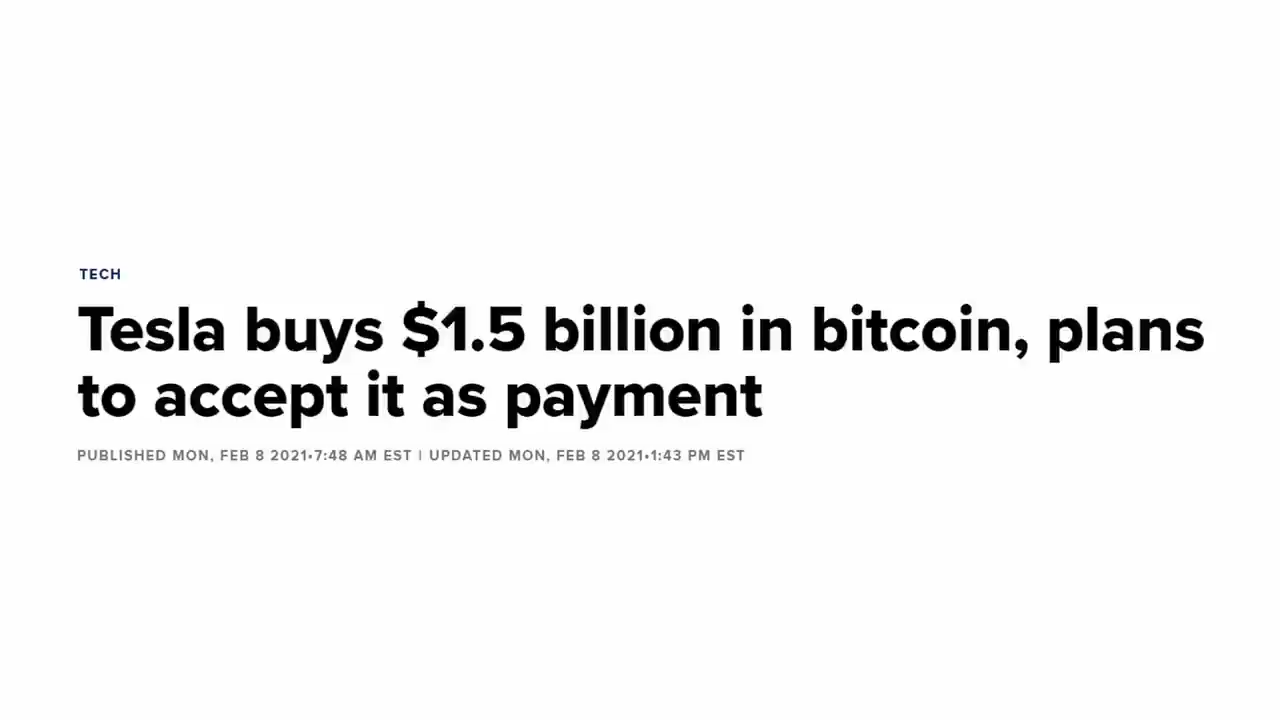 TECH
Tesla buys $1.5 billion in bitcoin, plans
to accept it as payment
PUBLISHED MON, FEB 8 2021•7:48 AM EST | UPDATED MON, FEB 8 2021•1:43 PM EST